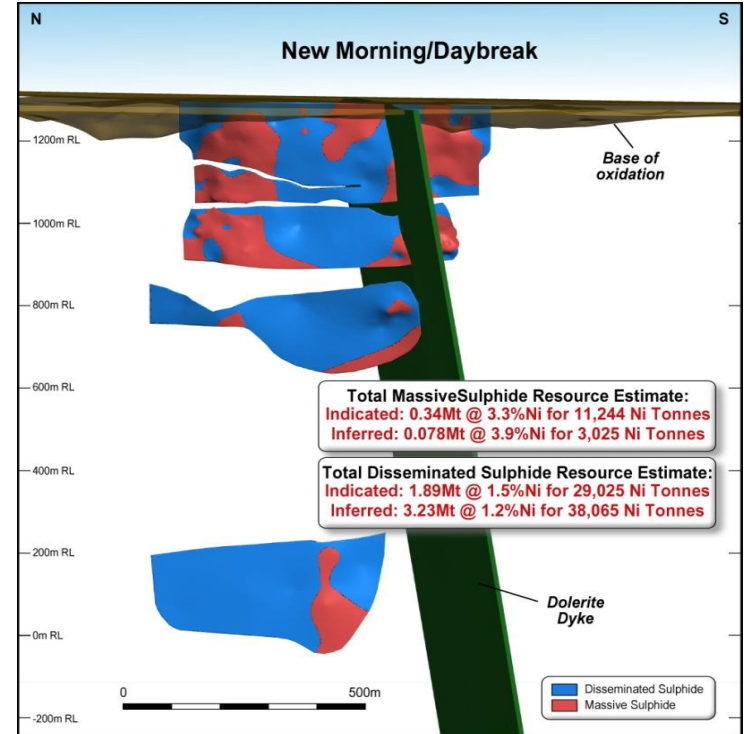 N
S
New Morning/Daybreak
1200m RL
Base of
oxidation
1000m RL
800m RL
600m RL
Total MassiveSulphide Resource Estimate:
Indicated: 0.34Mt @ 3.3%Ni for 11,244 Ni Tonnes
Inferred: 0.078Mt @ 3.9%Ni for 3,025 Ni Tonnes
400m RL
Total Disseminated Sulphide Resource Estimate:
Indicated: 1.89Mt @ 1.5%Ni for 29,025 Ni Tonnes
Inferred: 3.23Mt @ 1.2%Ni for 38,065 Ni Tonnes
200m RL
Dolerite
Dyke
0m RL
0
500m
Disseminated Sulphide
Massive Sulphide
-200m RL